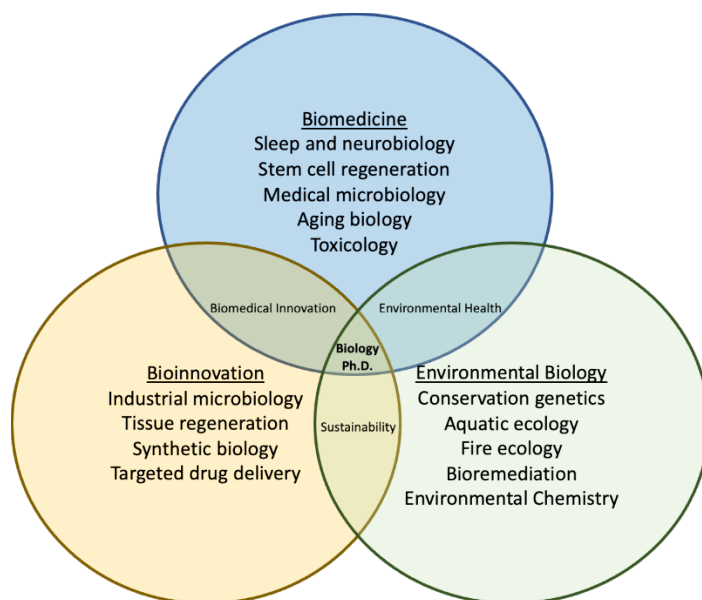 Biomedicine
Sleep and neurobiology
Stem cell regeneration
Medical microbiology
Aging biology
Toxicology
Biomedical Innovation
Environmental Health
Biology
Ph.D.
Bioinnovation
Industrial microbiology
Tissue regeneration
Synthetic biology
Targeted drug delivery
Sustainability
Environmental Biology
Conservation genetics
Aquatic ecology
Fire ecology
Bioremediation
Environmental Chemistry